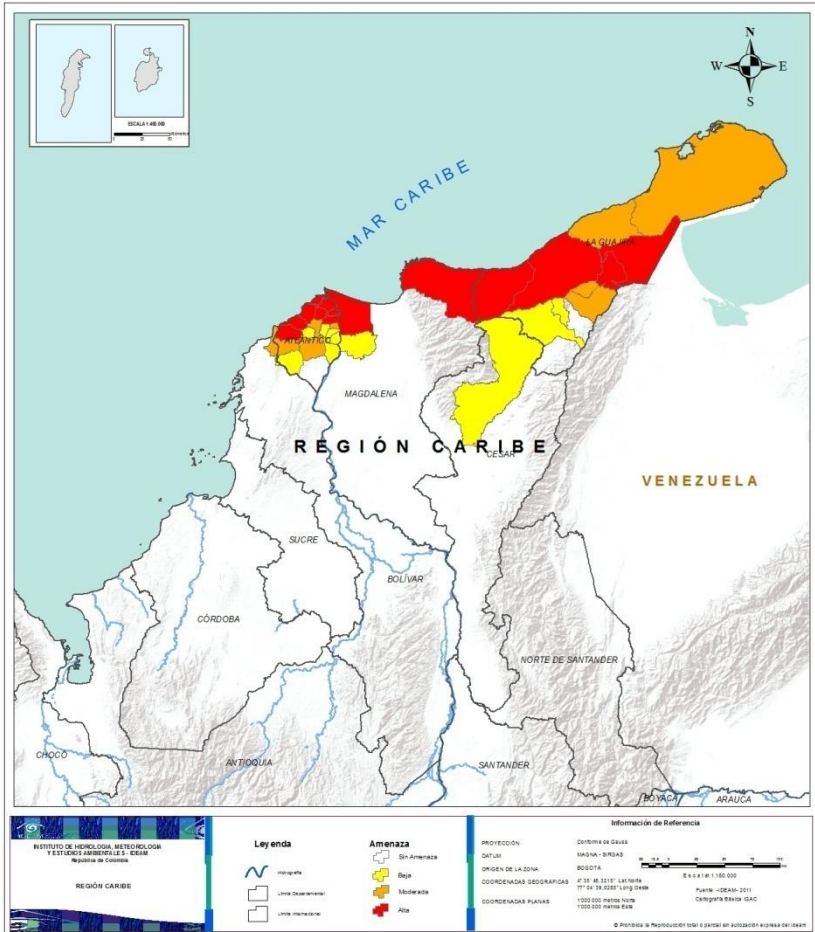 ESCALA 1:450.000
N
W E
S
MAR CARIBE
LA GUAJIRA
ATLÁNTICO
MAGDALENA
REGIÓN CARIBE
CESAR
VENEZUELA
SUCRE
BOLÍVAR
CÓRDOBA
NORTE DE SANTANDER
CHOCÓ
ANTIOQUIA
SANTANDER
BOYACÁ
ARAUCA
INSTITUTO DE HIDROLOGÍA, METEOROLOGÍA
Y ESTUDIOS AMBIENTALES - IDEAM
República de Colombia
REGIÓN CARIBE
Leyenda
Hidrografía
Límite Departamental
Límite Internacional
Amenaza
Sin Amenaza
Baja
Moderada
Alta
Información de Referencia
PROYECCIÓN Conforme de Gauss
DATUM MAGNA - SIRGAS
ORIGEN DE LA ZONA BOGOTÁ
COORDENADAS GEOGRÁFICAS
COORDENADAS PLANAS 1'000.000 metros Norte
1'000.000 metros Este
Fuente: -IDEAM- 2011
Cartografía Básica IGAC
© Prohibida la Reproducción total o parcial sin autorización expresa del Ideam